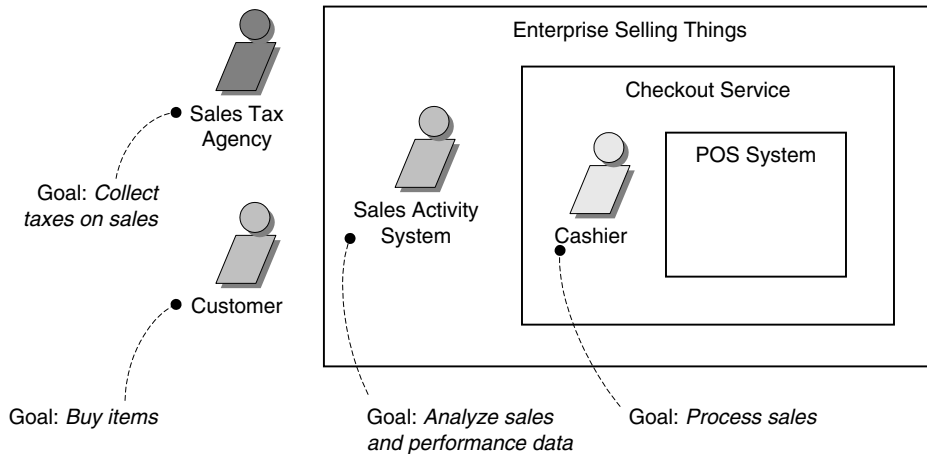 Enterprise Selling Things
Checkout Service
POS System
Sales Tax
Agency
Goal: Collect
taxes on sales
Sales Activity
System
Cashier
Customer
Goal: Buy items
Goal: Analyze sales
and performance data
Goal: Process sales